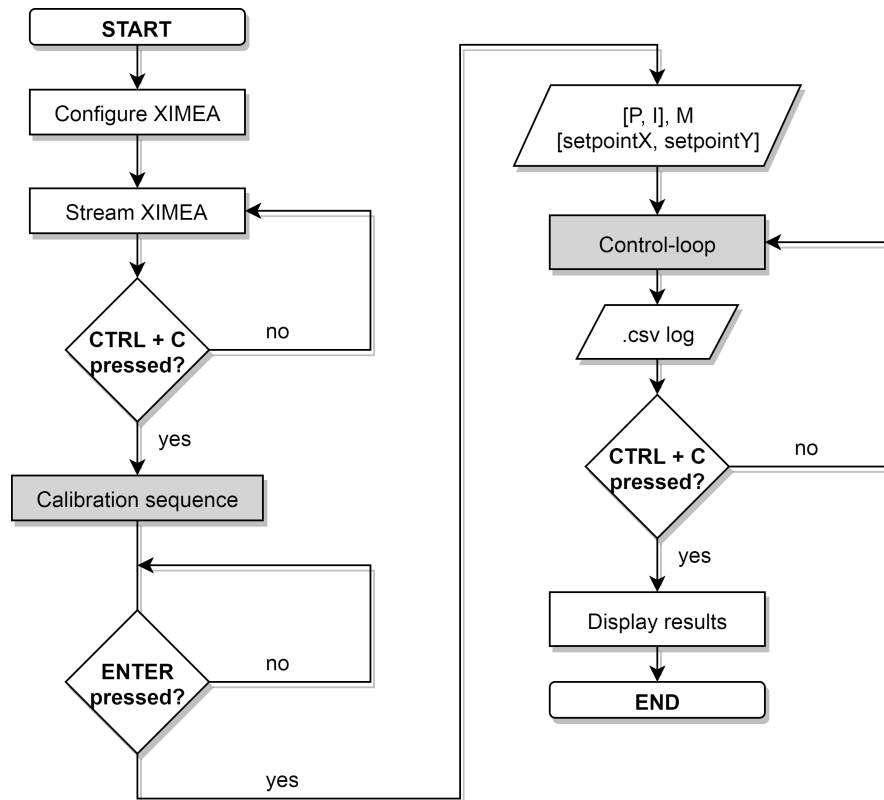 START
Configure XIMEA
Stream XIMEA
CTRL + C
pressed?
no
yes
Calibration sequence
ENTER
pressed?
no
yes
[P, I], M
[setpointX, setpointY]
Control-loop
.csv log
CTRL + C
pressed?
no
yes
Display results
END